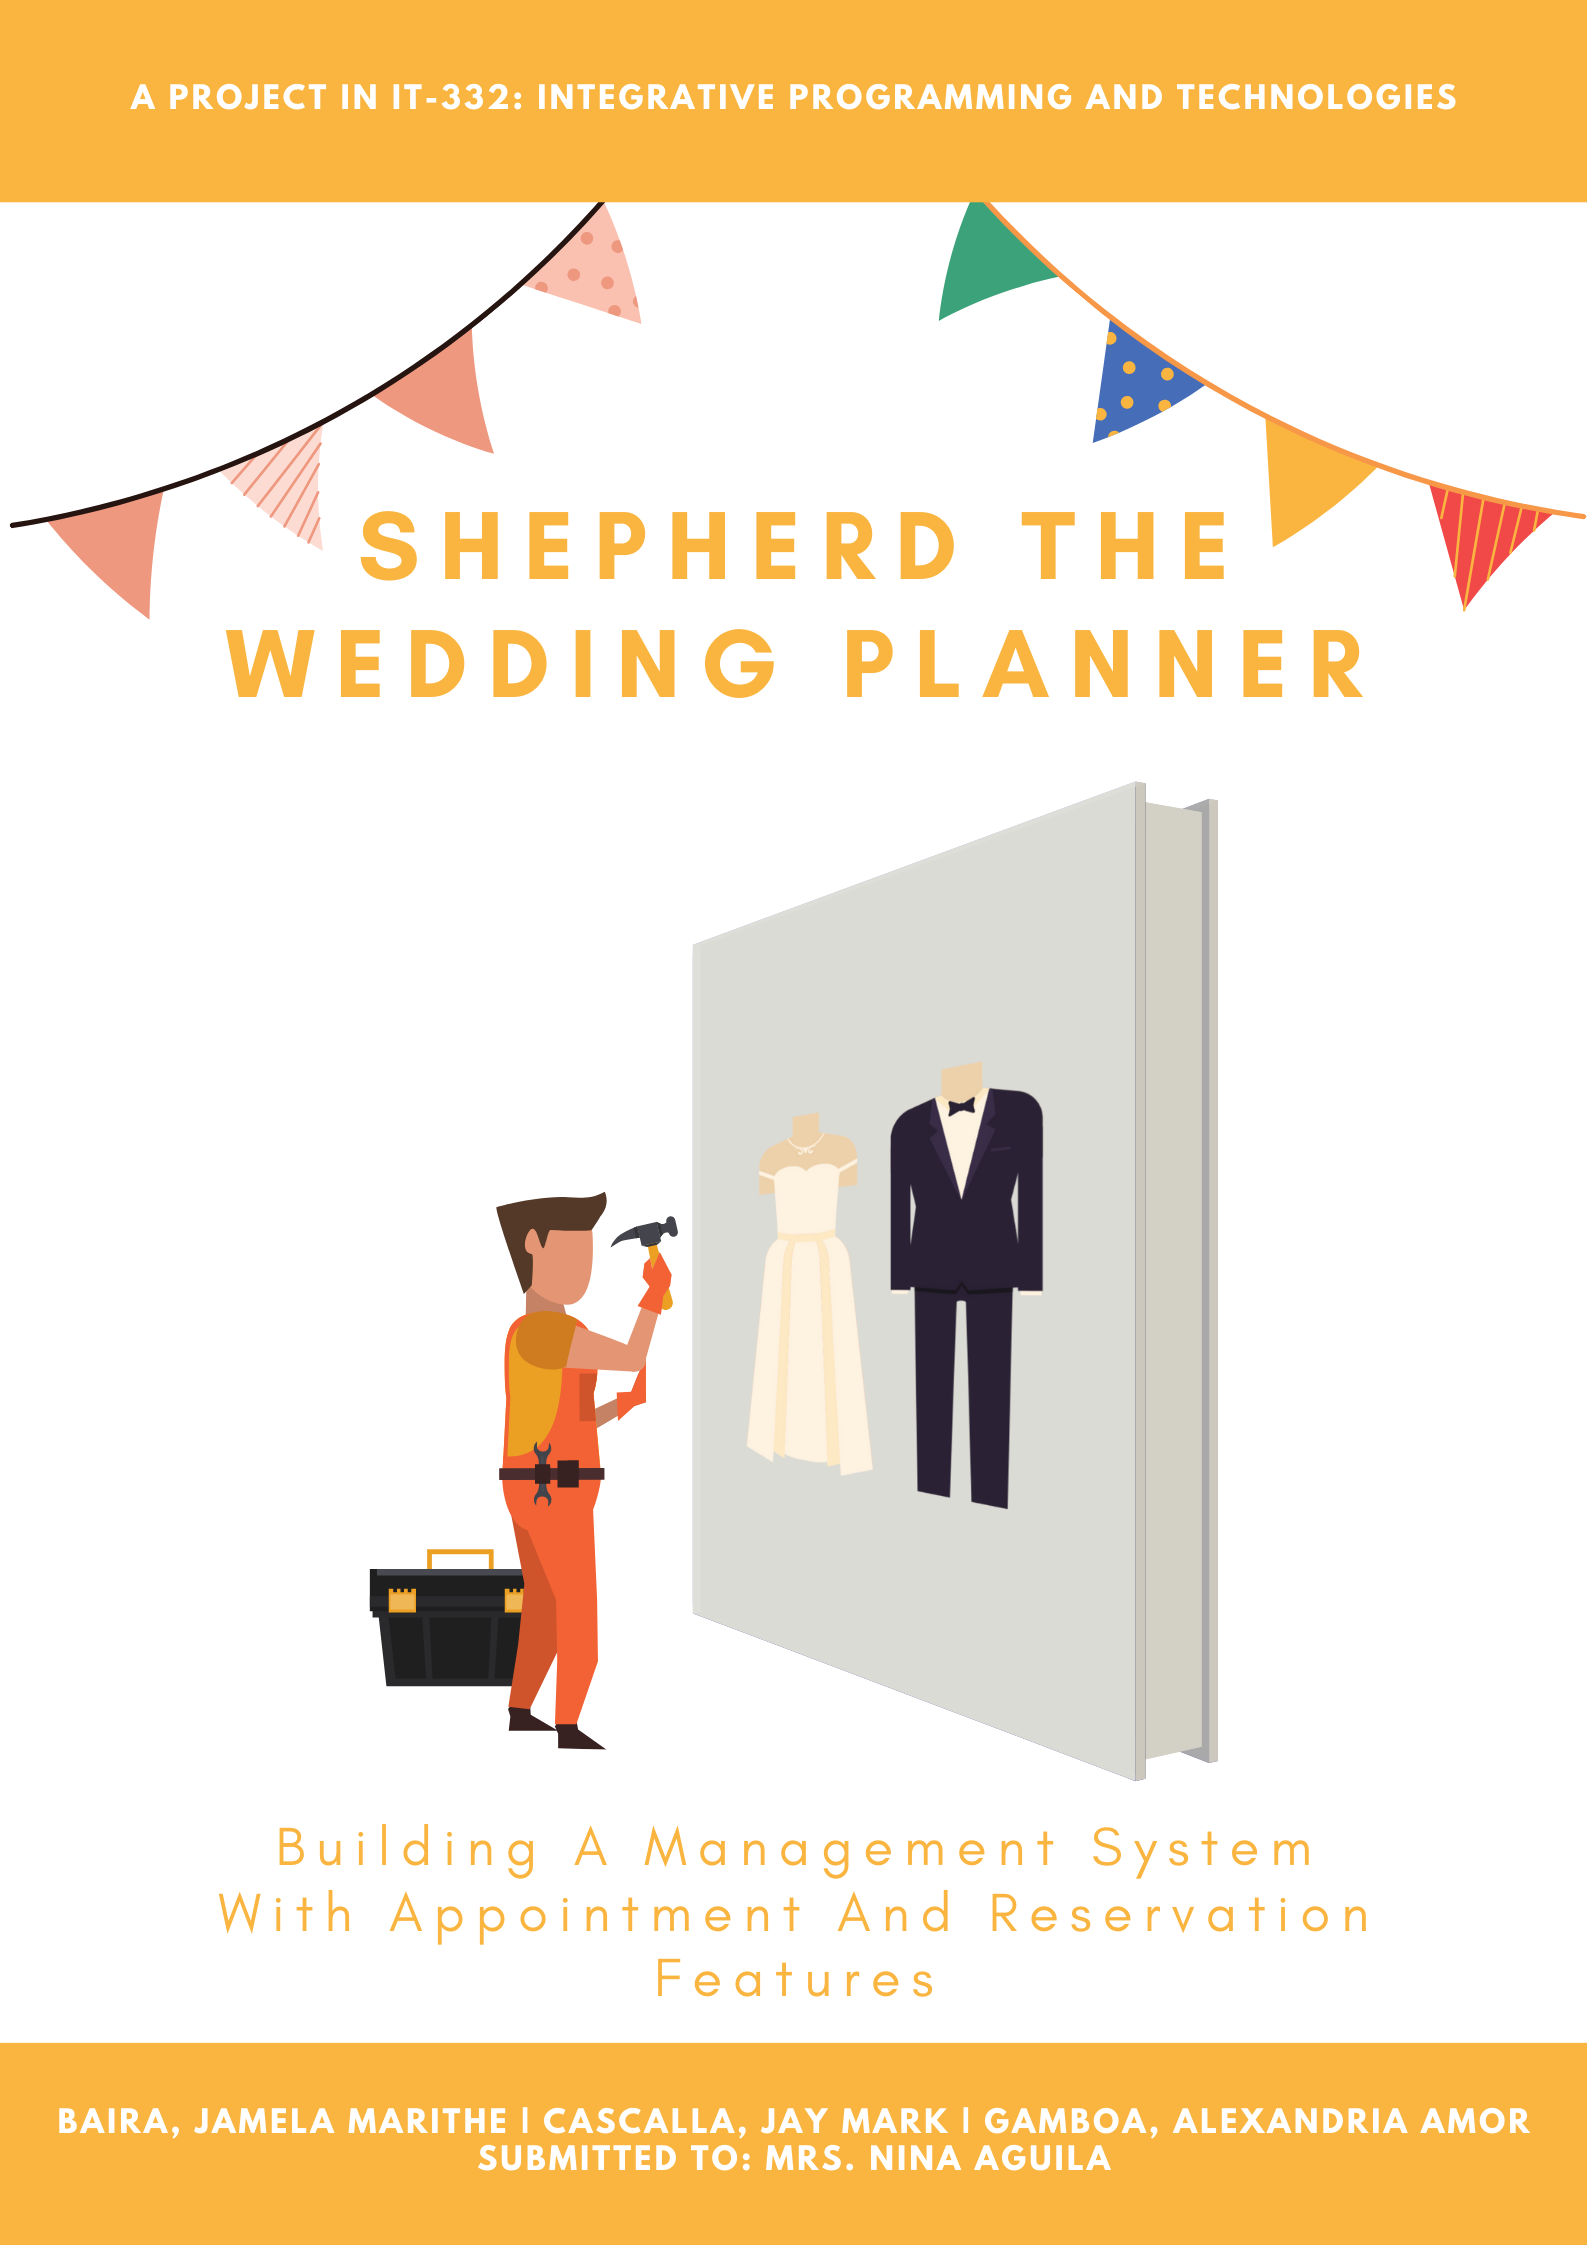 A PROJECT IN IT-332: INTEGRATIVE PROGRAMMING AND TECHNOLOGIES
SHEPHERD THE
WEDDING PLANNER
Building A Management System
With Appointment And Reservation
Features
BAIRA, JAMELA MARITHE | CASCALLA, JAY MARK | GAMBOA, ALEXANDRIA AMOR
SUBMITTED TO: MRS. NINA AGUILA